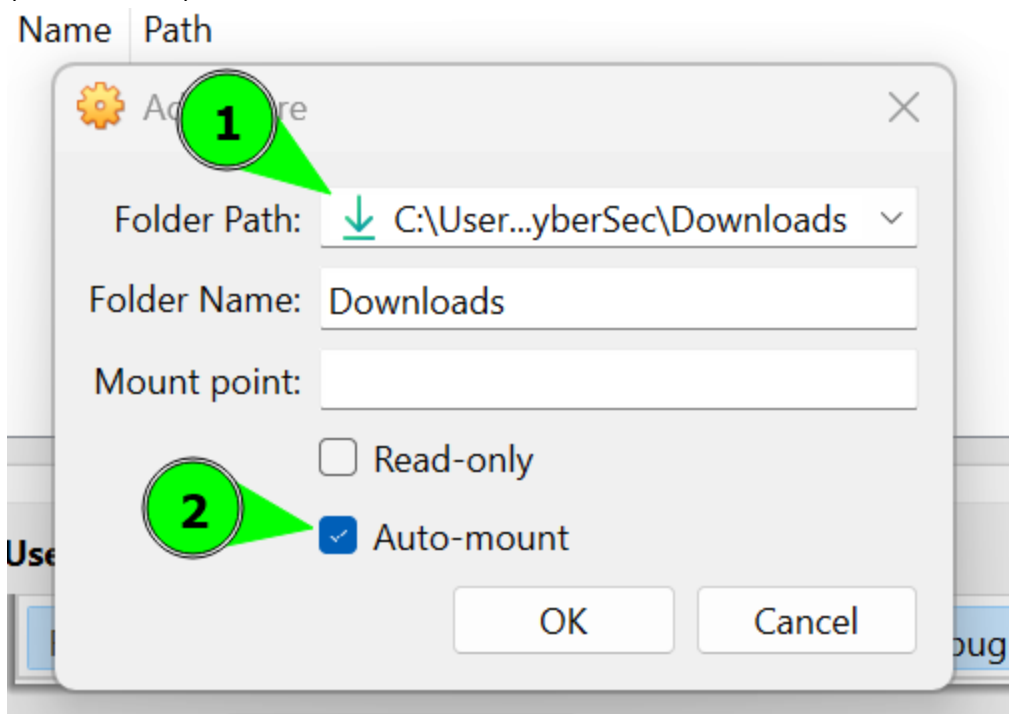 Name Path
1
Folder Path: C:\User...yberSec\Downloads
Folder Name: Downloads
Mount point:
Read-only
2
Auto-mount
OK Cancel